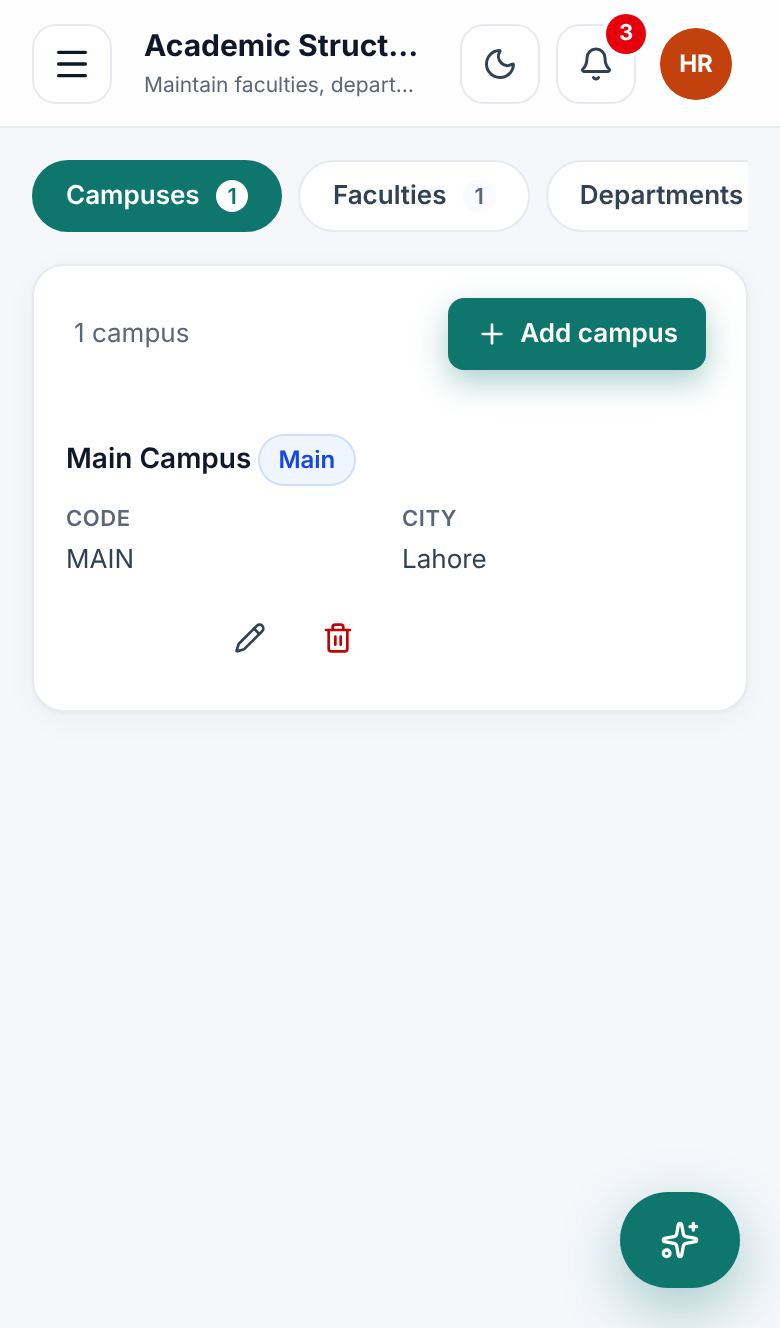 Academic Struct...
Maintain faculties, depart...
3
HR
Campuses 1
Faculties 1
Departments
1 campus
+ Add campus
Main Campus Main
CODE
CITY
MAIN
Lahore